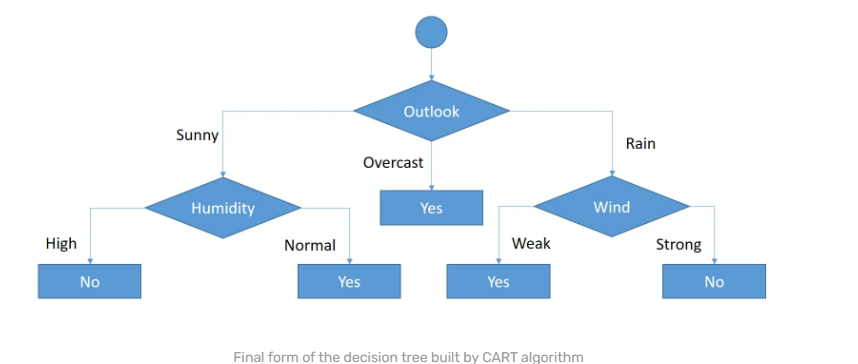 Outlook
Sunny
Overcast
Rain
Humidity
Yes
Wind
High
Normal
Weak
Strong
No
Yes
Yes
No
Final form of the decision tree built by CART algorithm